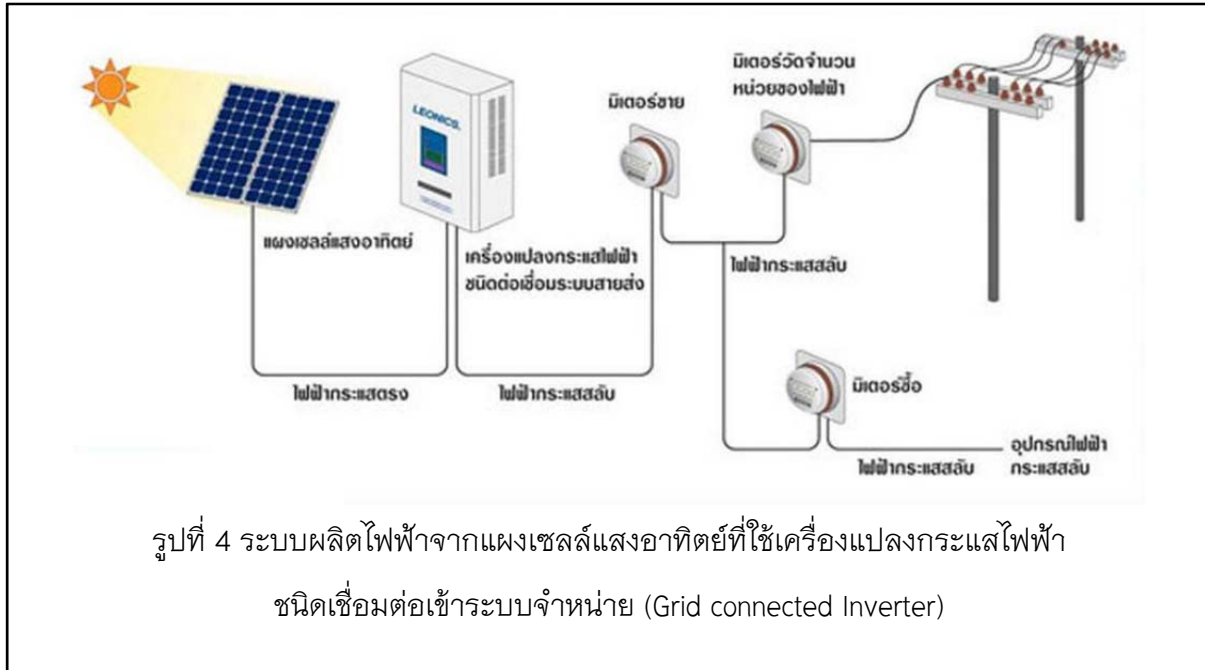 มิเตอร์วัดจำนวน
หน่วยของไฟฟ้า
มิเตอร์ขาย
LEONICS.
แผงเซลล์แสงอาทิตย์
เครื่องแปลงกระแสไฟฟ้า
ชนิดต่อเชื่อมระบบสายส่ง
ไฟฟ้ากระแสสลับ
ไฟฟ้ากระแสตรง
ไฟฟ้ากระแสสลับ
มิเตอร์ซื้อ
ไฟฟ้ากระแสสลับ
อุปกรณ์ไฟฟ้า
กระแสสลับ
รูปที่ 4 ระบบผลิตไฟฟ้าจากแผงเซลล์แสงอาทิตย์ที่ใช้เครื่องแปลงกระแสไฟฟ้า
ชนิดเชื่อมต่อเข้าระบบจำหน่าย (Grid connected Inverter)